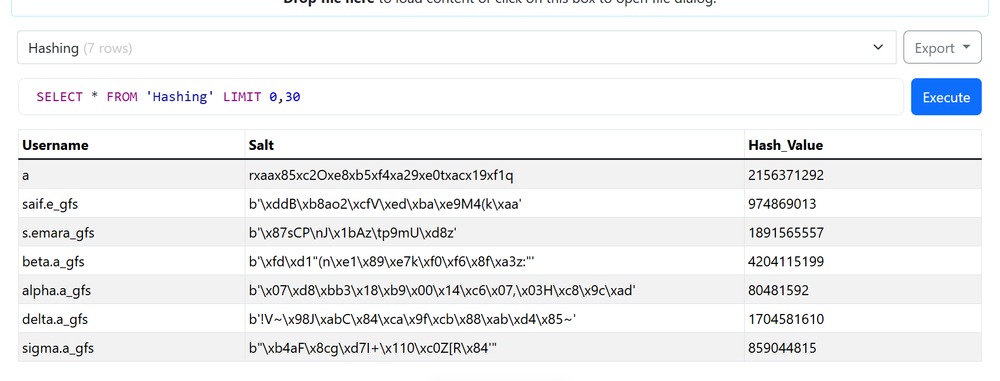 Drop file here to load content or click on this box to open file dialog.
Hashing (7 rows)
Export
SELECT * FROM 'Hashing' LIMIT 0,30
Execute
Username Salt Hash_Value
a rxaax85xc2Oxe8xb5xf4xa29xe0txacx19xf1q 2156371292
saif.e_gfs b'\xddB\xb8ao2\xcfV\xed\xba\xe9M4(k\xaa' 974869013
s.emara_gfs b'\x87sCP\nJ\x1bAz\tp9mU\xd8z' 1891565557
beta.a_gfs b'\xfd\xd1"(n\xe1\x89\xe7k\xf0\xf6\x8f\xa3z:"' 4204115199
alpha.a_gfs b'\x07\xd8\xbb3\x18\xb9\x00\x14\xc6\x07,\x03H\xc8\x9c\xad' 80481592
delta.a_gfs b'!V~\x98J\xabC\x84\xca\x9f\xcb\x88\xab\xd4\x85~' 1704581610
sigma.a_gfs b"\xb4aF\x8cg\xd7I+\x110\xc0Z[R\x84'" 859044815